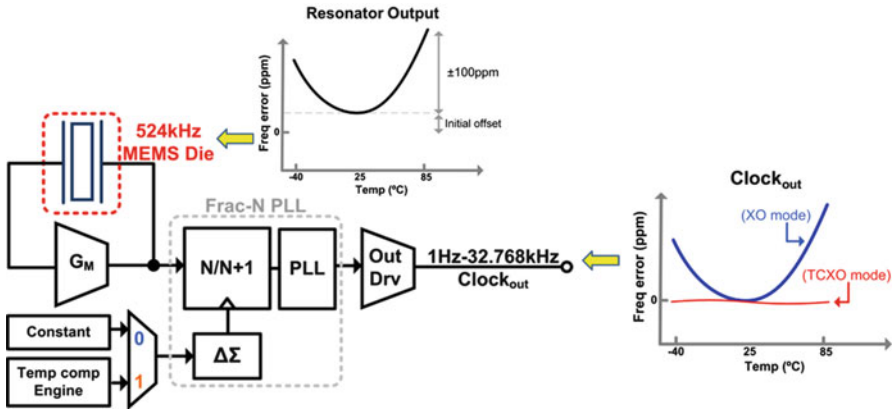 Resonator Output
Freq error (ppm)
0
±100ppm
Initial offset
-40
25
85
Temp (ºC)
524kHz
MEMS Die
Frac-N PLL
GM
N/N+1
PLL
Out
Drv
1Hz-32.768kHz
Clockout
Constant
0
Temp comp
Engine
1
ΔΣ
Clockout
Freq error (ppm)
(XO mode)
0
(TCXO mode)
-40
25
85
Temp (ºC)